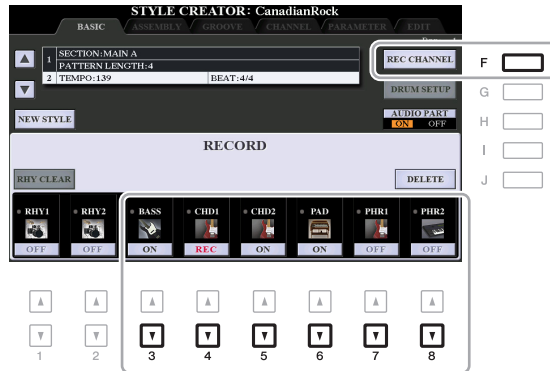 STYLE CREATOR: CanadianRock
BASIC ASSEMBLY GROOVE CHANNEL PARAMETER EDIT
1 SECTION:MAIN A
PATTERN LENGTH:4
2 TEMPO:139 BEAT:4/4
REC CHANNEL F
DRUM SETUP G
NEW STYLE
AUDIO PART H
ON OFF
RECORD
I
RHY CLEAR DELETE J
RHY1 RHY2 BASS CHD1 CHD2 PAD PHR1 PHR2
OFF OFF ON REC ON ON OFF OFF
1 2 3 4 5 6 7 8